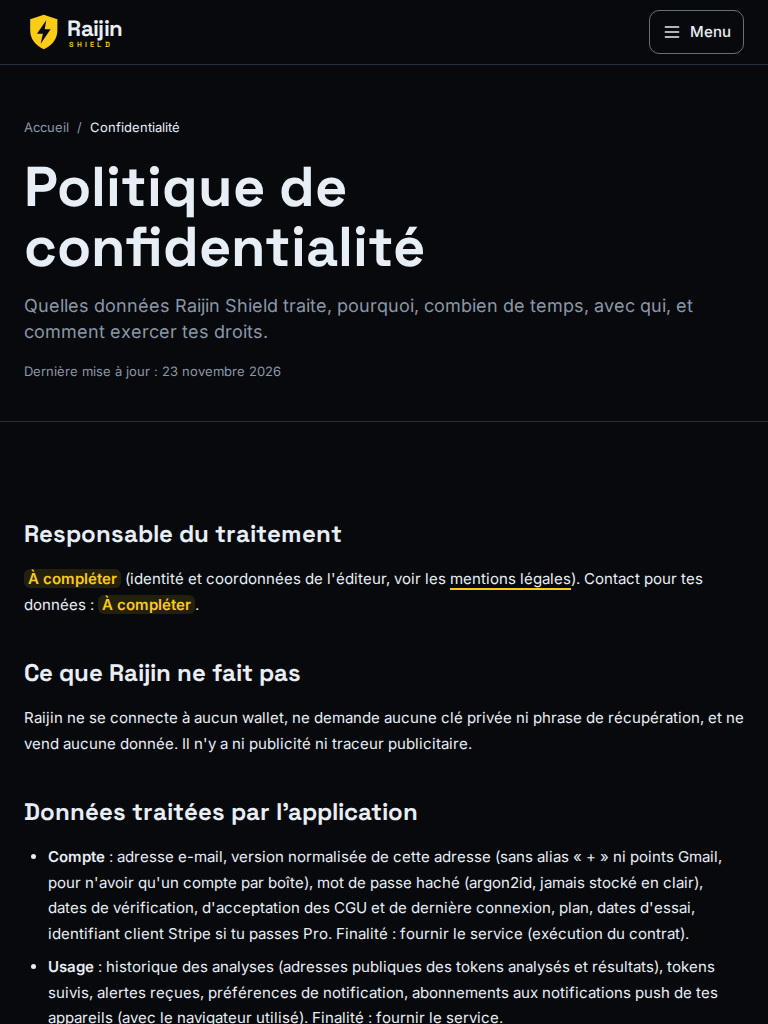 Raijin
SHIELD
Menu
Accueil / Confidentialité
Politique de
confidentialité
Quelles données Raijin Shield traite, pourquoi, combien de temps, avec qui, et
comment exercer tes droits.
Dernière mise à jour : 23 novembre 2026
Responsable du traitement
À compléter (identité et coordonnées de l'éditeur, voir les mentions légales). Contact pour tes
données : À compléter.
Ce que Raijin ne fait pas
Raijin ne se connecte à aucun wallet, ne demande aucune clé privée ni phrase de récupération, et ne
vend aucune donnée. Il n'y a ni publicité ni traceur publicitaire.
Données traitées par l’application
• Compte : adresse e-mail, version normalisée de cette adresse (sans alias « + » ni points Gmail,
pour n'avoir qu'un compte par boîte), mot de passe haché (argon2id, jamais stocké en clair),
dates de vérification, d'acceptation des CGU et de dernière connexion, plan, dates d'essai,
identifiant client Stripe si tu passes Pro. Finalité : fournir le service (exécution du contrat).
• Usage : historique des analyses (adresses publiques des tokens analysés et résultats), tokens
suivis, alertes reçues, préférences de notification, abonnements aux notifications push de tes
appareils (avec le navigateur utilisé). Finalité : fournir le service.